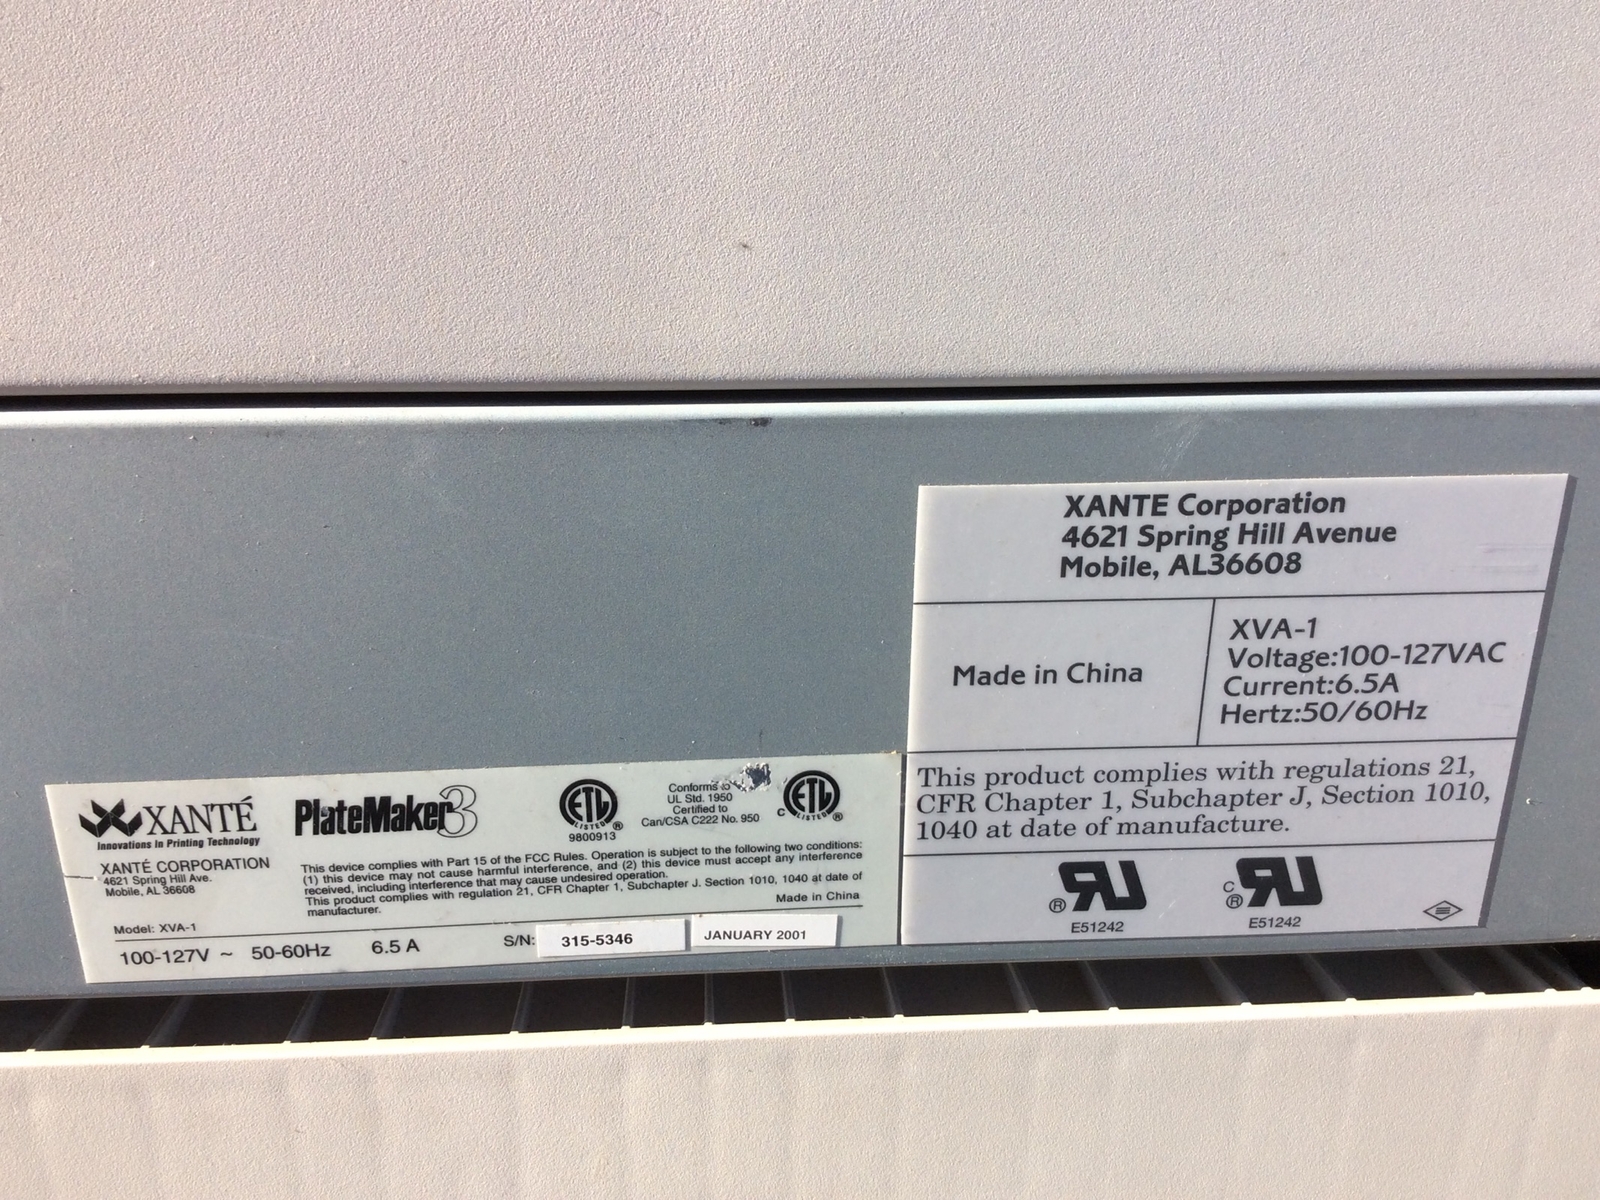 XANTÉ
Innovations In Printing Technology
XANTÉ CORPORATION
4621 Spring Hill Ave.
Mobile, AL 36608
Model: XVA-1
PlateMaker3
ETL
LISTED
®
9800913
Conforms to
UL Std. 1950
Certified to
Can/CSA C222 No. 950
C
ETL
LISTED
®
This device complies with Part 15 of the FCC Rules. Operation is subject to the following two conditions:
(1) this device may not cause harmful interference, and (2) this device must accept any interference
received, including interference that may cause undesired operation.
This product complies with regulation 21, CFR Chapter 1, Subchapter J. Section 1010, 1040 at date of
manufacturer.
Made in China
100-127V ~ 50-60Hz 6.5 A
S/N: 315-5346 JANUARY 2001
XANTE Corporation
4621 Spring Hill Avenue
Mobile, AL36608
Made in China
XVA-1
Voltage:100-127VAC
Current:6.5A
Hertz:50/60Hz
This product complies with regulations 21,
CFR Chapter 1, Subchapter J, Section 1010,
1040 at date of manufacture.
® RU
E51242
C ® RU
E51242